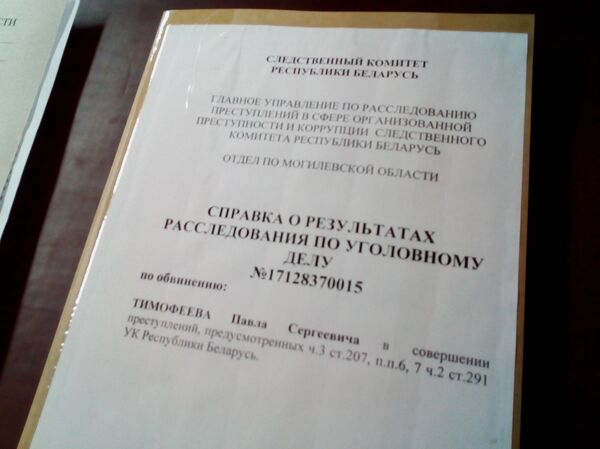 СТИ
СЛЕДСТВЕННЫЙ КОМИТЕТ
РЕСПУБЛИКИ БЕЛАРУСЬ
ГЛАВНОЕ УПРАВЛЕНИЕ ПО РАССЛЕДОВАНИЮ
ПРЕСТУПЛЕНИЙ В СФЕРЕ ОРГАНИЗОВАННОЙ
ПРЕСТУПНОСТИ И КОРРУПЦИИ СЛЕДСТВЕННОГО
КОМИТЕТА РЕСПУБЛИКИ БЕЛАРУСЬ
ОТДЕЛ ПО МОГИЛЕВСКОЙ ОБЛАСТИ
СПРАВКА О РЕЗУЛЬТАТАХ
РАССЛЕДОВАНИЯ ПО УГОЛОВНОМУ
ДЕЛУ
№17128370015
по обвинению:
ТИМОФЕЕВА Павла Сергеевича в совершении
преступлений, предусмотренных ч.3 ст.207, п.п.6, 7 ч.2 ст.291
УК Республики Беларусь.